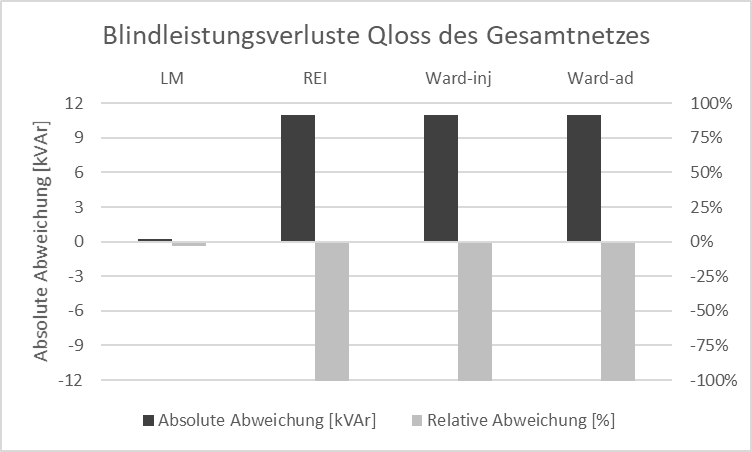 Blindleistungsverluste Qloss des Gesamtnetzes
LM REI Ward-inj Ward-ad
Absolute Abweichung [kVAr]
12 100%
9 75%
6 50%
3 25%
0 0%
-3 -25%
-6 -50%
-9 -75%
-12 -100%
Absolute Abweichung [kVAr] Relative Abweichung [%]